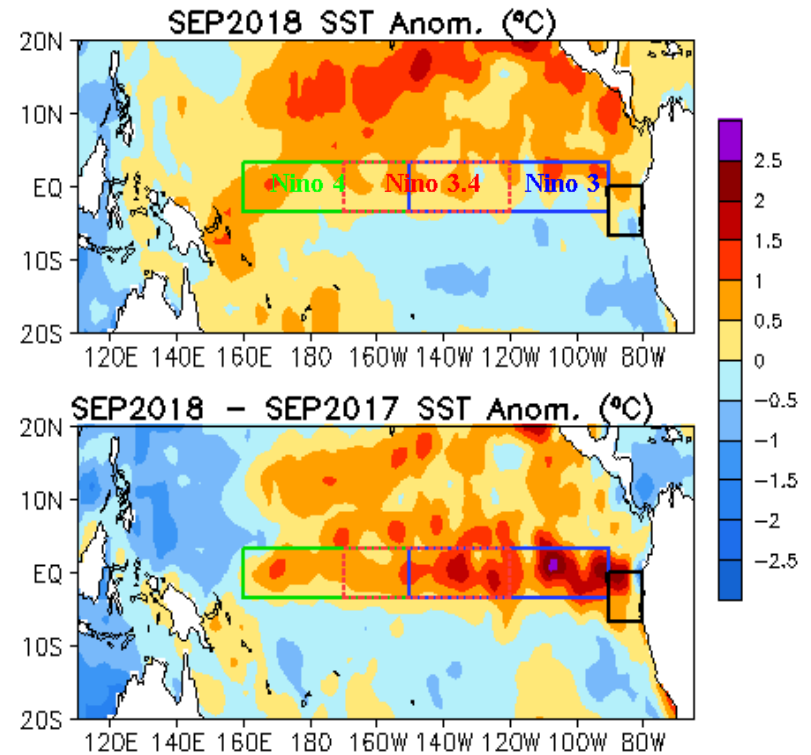 SEP2018 SST Anom. (ºC)
20N
10N
EQ
10S
20S
Nino 4 Nino 3.4 Nino 3
120E 140E 160E 180 160W 140W 120W 100W 80W
SEP2018 - SEP2017 SST Anom. (ºC)
20N
10N
EQ
10S
20S
120E 140E 160E 180 160W 140W 120W 100W 80W
2.5
2
1.5
1
0.5
0
-0.5
-1
-1.5
-2
-2.5